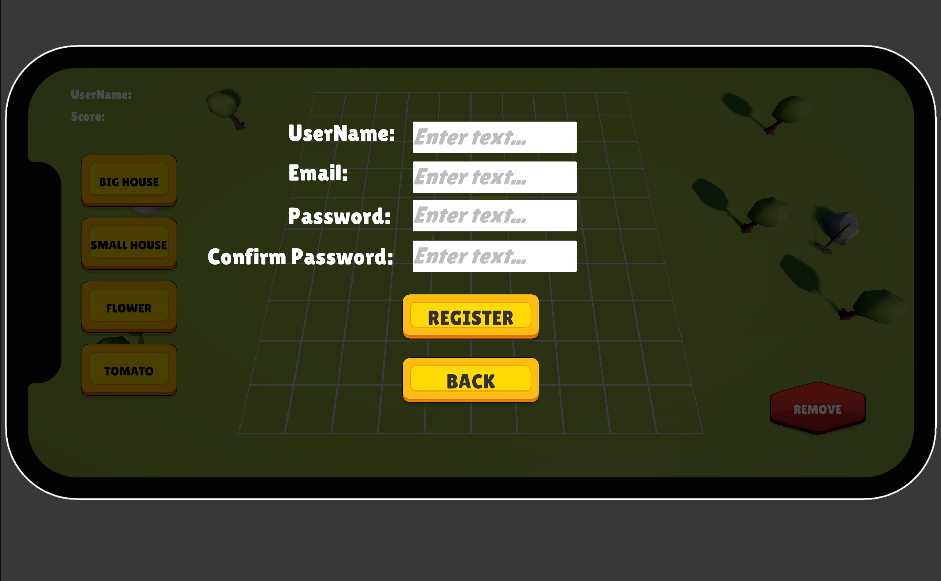 UserName:
Score:
UserName:
Enter text...
Email:
Enter text...
Password:
Enter text...
Confirm Password:
Enter text...
BIG HOUSE
SMALL HOUSE
FLOWER
TOMATO
REGISTER
BACK
REMOVE